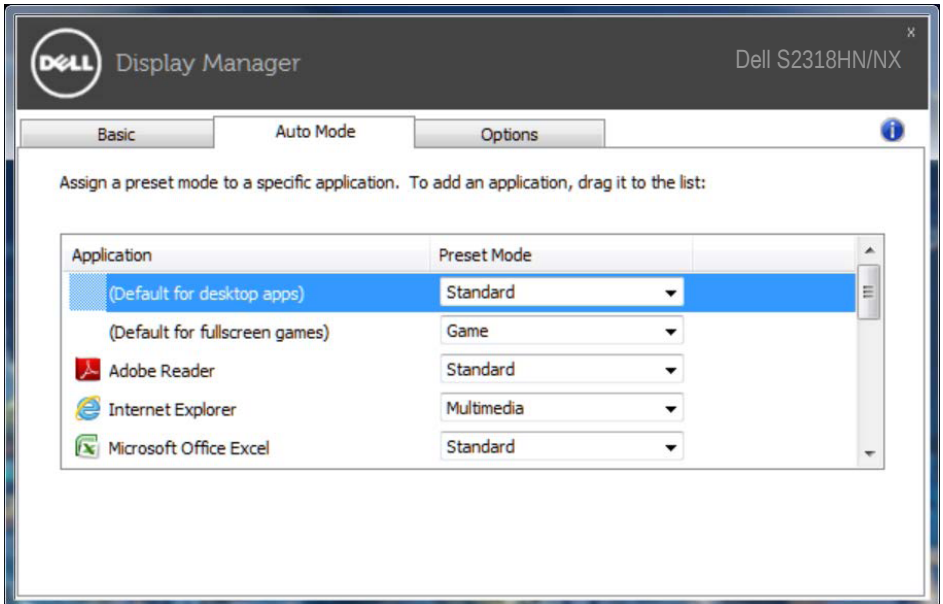 x
DELL Display Manager Dell S2318HN/NX
Basic Auto Mode Options
Assign a preset mode to a specific application. To add an application, drag it to the list:
Application Preset Mode
(Default for desktop apps) Standard
(Default for fullscreen games) Game
Adobe Reader Standard
Internet Explorer Multimedia
Microsoft Office Excel Standard